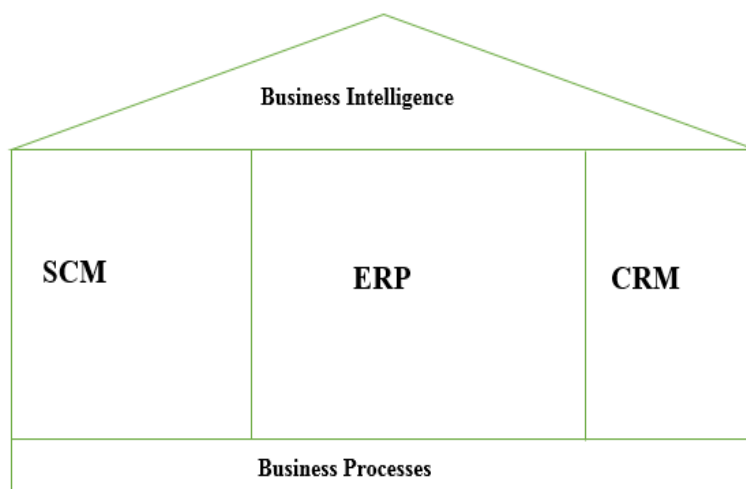 Business Intelligence
SCM
ERP
CRM
Business Processes